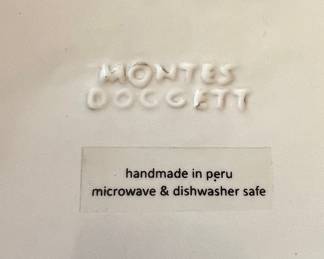 MONTES
DOGGETT
handmade in peru
microwave & dishwasher safe